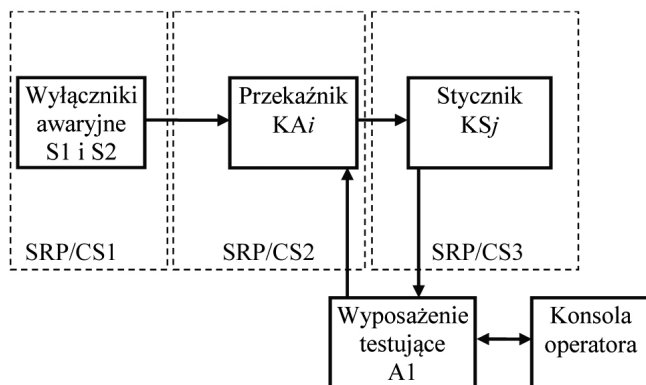 Wyłączniki
awaryjne
S1 i S2
Przekaźnik
KAi
Stycznik
KSj
SRP/CS1
SRP/CS2
SRP/CS3
Wyposażenie
testujące
A1
Konsola
operatora